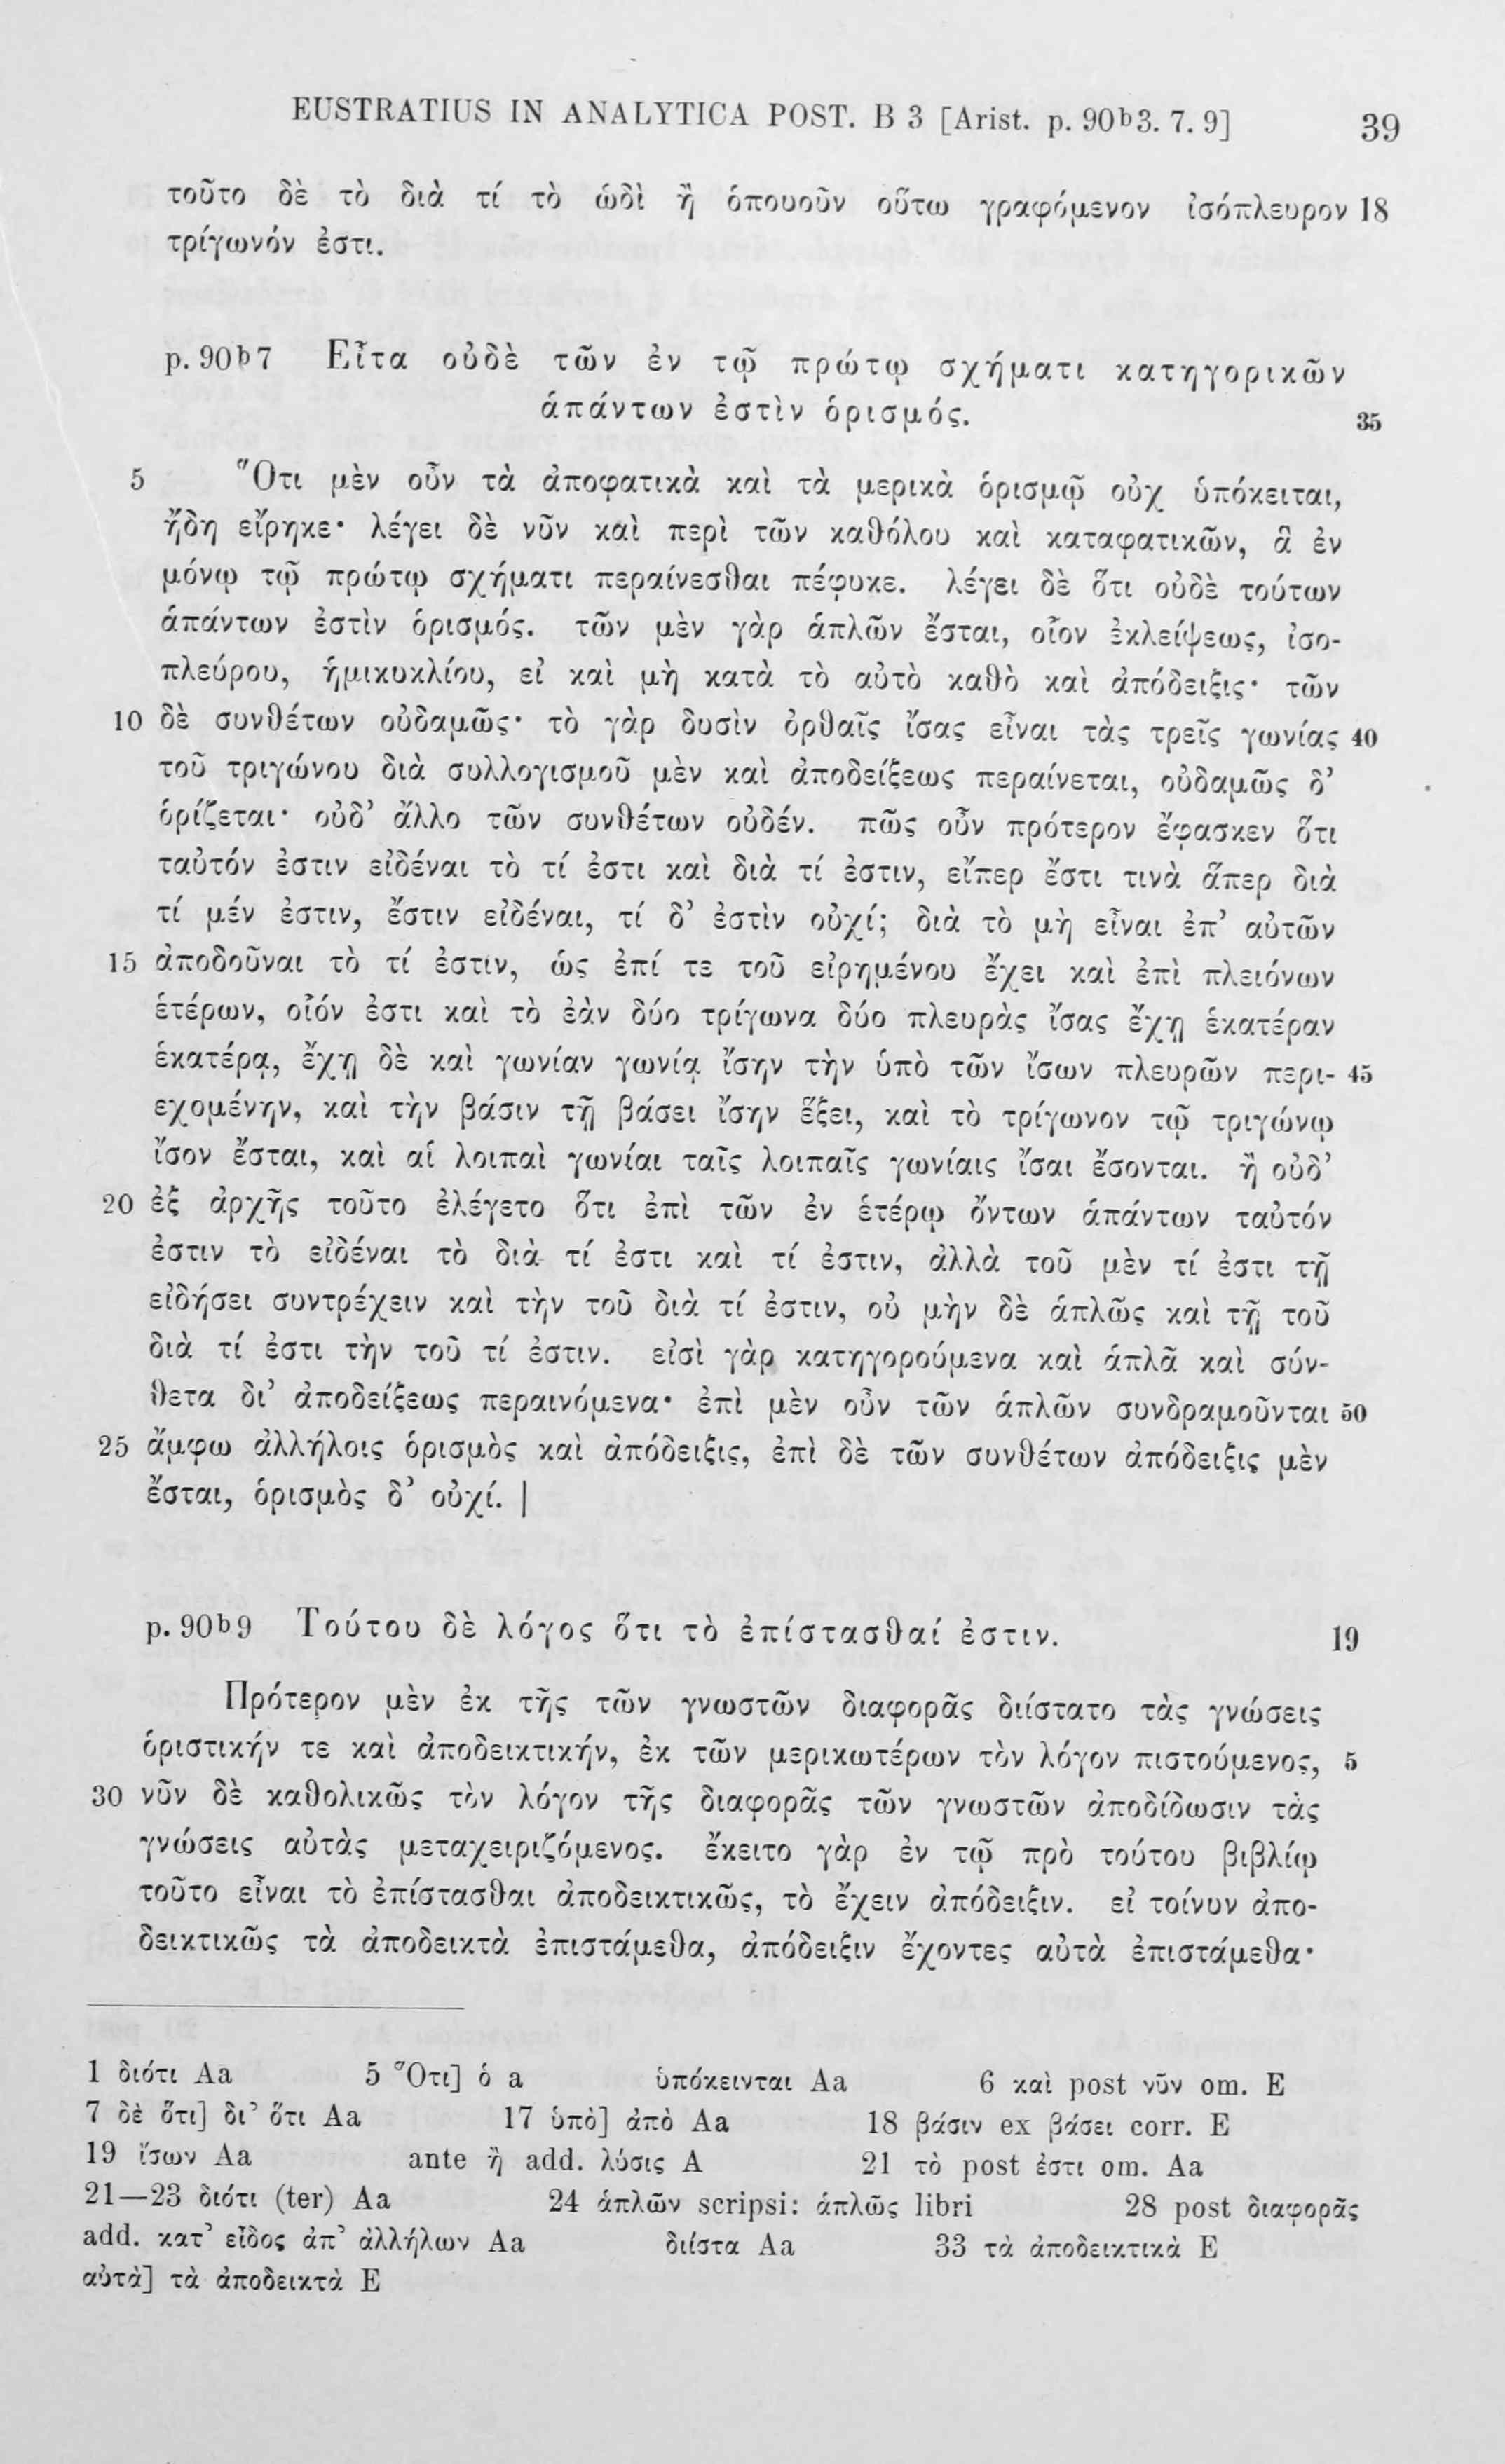 EUSTRATIUS IN ANALYTICA POST. B 3 [Arist. p. 90ᵇ3. 7. 9] 39
τοῦτο δὲ τὸ διὰ τί τὸ ὡδὶ ἢ ὁπουοῦν οὕτω γραφόμενον ἰσόπλευρον 18
τρίγωνόν ἐστι.
p. 90ᵇ7 Εἶτα οὐδὲ τῶν ἐν τῷ πρώτῳ σχήματι κατηγορικῶν
ἁπάντων ἐστὶν ὁρισμός. 35
5 Ὅτι μὲν οὖν τὰ ἀποφατικὰ καὶ τὰ μερικὰ ὁρισμῷ οὐχ ὑπόκειται,
ἤδη εἴρηκε· λέγει δὲ νῦν καὶ περὶ τῶν καθόλου καὶ καταφατικῶν, ἃ ἐν
μόνῳ τῷ πρώτῳ σχήματι περαίνεσθαι πέφυκε. λέγει δὲ ὅτι οὐδὲ τούτων
ἁπάντων ἐστὶν ὁρισμός. τῶν μὲν γὰρ ἁπλῶν ἔσται, οἷον ἐκλείψεως, ἰσο-
πλεύρου, ἡμικυκλίου, εἰ καὶ μὴ κατὰ τὸ αὐτὸ καθὸ καὶ ἀπόδειξις· τῶν
10 δὲ συνθέτων οὐδαμῶς· τὸ γὰρ δυσὶν ὀρθαῖς ἴσας εἶναι τὰς τρεῖς γωνίας 40
τοῦ τριγώνου διὰ συλλογισμοῦ μὲν καὶ ἀποδείξεως περαίνεται, οὐδαμῶς δ’
ὁρίζεται· οὐδ’ ἄλλο τῶν συνθέτων οὐδέν. πῶς οὖν πρότερον ἔφασκεν ὅτι
ταὐτόν ἐστιν εἰδέναι τὸ τί ἐστι καὶ διὰ τί ἐστιν, εἴπερ ἔστι τινὰ ἅπερ διὰ
τί μέν ἐστιν, ἔστιν εἰδέναι, τί δ’ ἐστὶν οὐχί; διὰ τὸ μὴ εἶναι ἐπ’ αὐτῶν
15 ἀποδοῦναι τὸ τί ἐστιν, ὡς ἐπί τε τοῦ εἰρημένου ἔχει καὶ ἐπὶ πλειόνων
ἑτέρων, οἷόν ἐστι καὶ τὸ ἐὰν δύο τρίγωνα δύο πλευρὰς ἴσας ἔχῃ ἑκατέραν
ἑκατέρᾳ, ἔχῃ δὲ καὶ γωνίαν γωνίᾳ ἴσην τὴν ὑπὸ τῶν ἴσων πλευρῶν περι- 45
εχομένην, καὶ τὴν βάσιν τῇ βάσει ἴσην ἕξει, καὶ τὸ τρίγωνον τῷ τριγώνῳ
ἴσον ἔσται, καὶ αἱ λοιπαὶ γωνίαι ταῖς λοιπαῖς γωνίαις ἴσαι ἔσονται. ἢ οὐδ’
20 ἐξ ἀρχῆς τοῦτο ἐλέγετο ὅτι ἐπὶ τῶν ἐν ἑτέρῳ ὄντων ἁπάντων ταὐτόν
ἐστιν τὸ εἰδέναι τὸ διὰ τί ἐστι καὶ τί ἐστιν, ἀλλὰ τοῦ μὲν τί ἐστι τῇ
εἰδήσει συντρέχειν καὶ τὴν τοῦ διὰ τί ἐστιν, οὐ μὴν δὲ ἁπλῶς καὶ τῇ τοῦ
διὰ τί ἐστι τὴν τοῦ τί ἐστιν. εἰσὶ γὰρ κατηγορούμενα καὶ ἁπλᾶ καὶ σύν-
θετα δι’ ἀποδείξεως περαινόμενα· ἐπὶ μὲν οὖν τῶν ἁπλῶν συνδραμοῦνται 50
25 ἄμφω ἀλλήλοις ὁρισμὸς καὶ ἀπόδειξις, ἐπὶ δὲ τῶν συνθέτων ἀπόδειξις μὲν
ἔσται, ὁρισμὸς δ’ οὐχί. |
p. 90ᵇ9 Τούτου δὲ λόγος ὅτι τὸ ἐπίστασθαί ἐστιν. 19
Πρότερον μὲν ἐκ τῆς τῶν γνωστῶν διαφορᾶς διίστατο τὰς γνώσεις
ὁριστικήν τε καὶ ἀποδεικτικήν, ἐκ τῶν μερικωτέρων τὸν λόγον πιστούμενος, 5
30 νῦν δὲ καθολικῶς τὸν λόγον τῆς διαφορᾶς τῶν γνωστῶν ἀποδίδωσιν τὰς
γνώσεις αὐτὰς μεταχειριζόμενος. ἔκειτο γὰρ ἐν τῷ πρὸ τούτου βιβλίῳ
τοῦτο εἶναι τὸ ἐπίστασθαι ἀποδεικτικῶς, τὸ ἔχειν ἀπόδειξιν. εἰ τοίνυν ἀπο-
δεικτικῶς τὰ ἀποδεικτὰ ἐπιστάμεθα, ἀπόδειξιν ἔχοντες αὐτὰ ἐπιστάμεθα·
1 διότι Aa 5 Ὅτι] ὁ a ὑπόκεινται Aa 6 καὶ post νῦν om. E
7 δὲ ὅτι] δι’ ὅτι Aa 17 ὑπὸ] ἀπὸ Aa 18 βάσιν ex βάσει corr. E
19 ἴσων Aa ante ἢ add. λύσις A 21 τὸ post ἐστι om. Aa
21—23 διότι (ter) Aa 24 ἁπλῶν scripsi: ἁπλῶς libri 28 post διαφορᾶς
add. κατ’ εἶδος ἀπ’ ἀλλήλων Aa διίστα Aa 33 τὰ ἀποδεικτικὰ E
αὐτὰ] τὰ ἀποδεικτὰ E